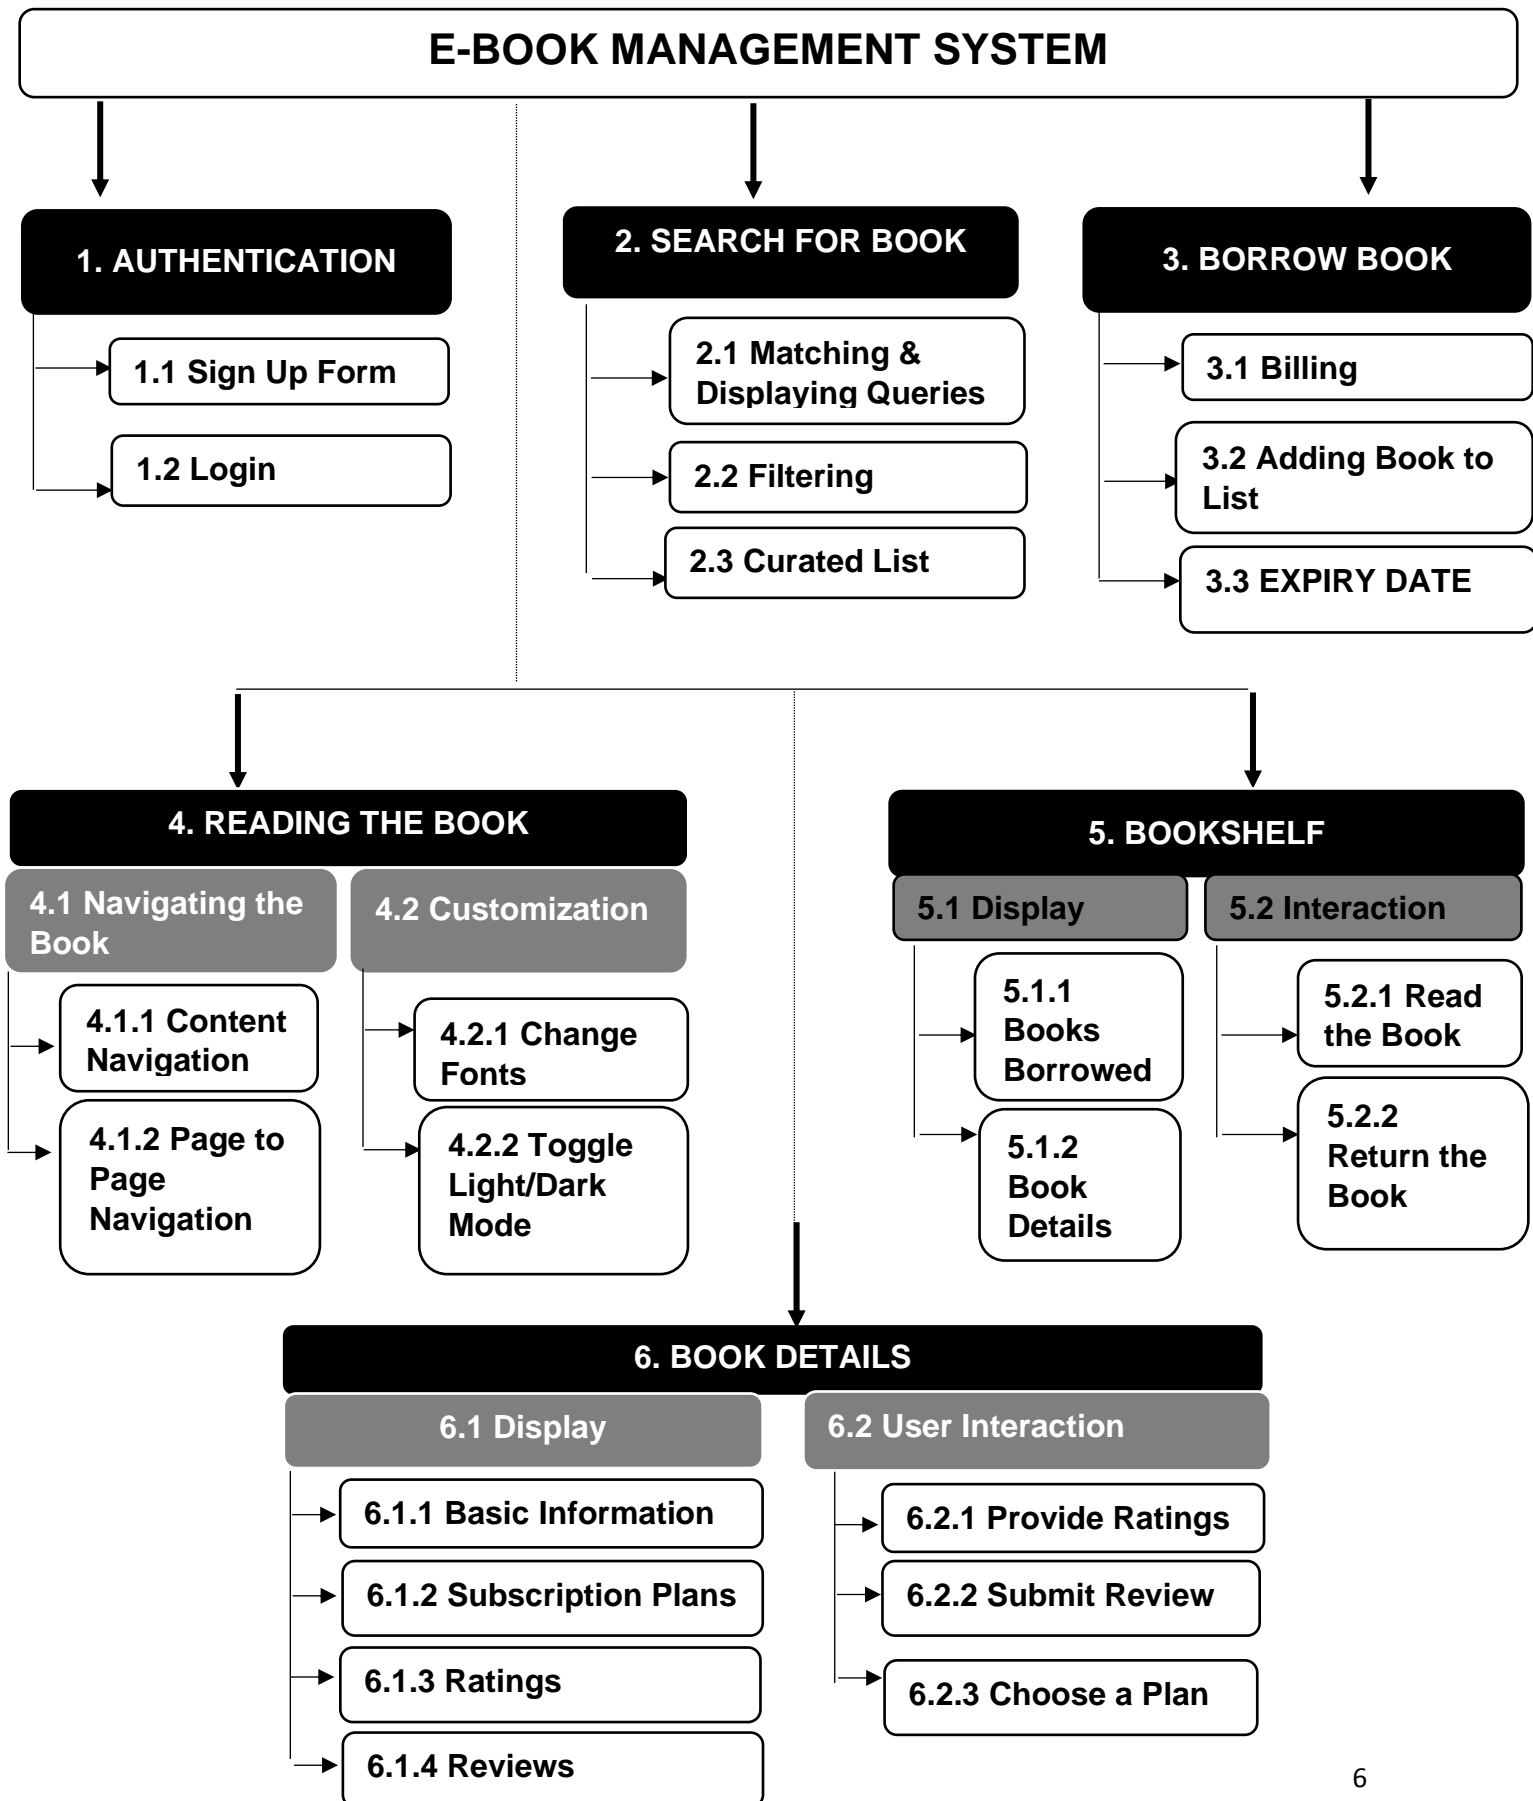 E-BOOK MANAGEMENT SYSTEM
1. AUTHENTICATION
1.1 Sign Up Form
1.2 Login
2. SEARCH FOR BOOK
2.1 Matching &
Displaying Queries
2.2 Filtering
2.3 Curated List
3. BORROW BOOK
3.1 Billing
3.2 Adding Book to
List
3.3 EXPIRY DATE
4. READING THE BOOK
4.1 Navigating the
Book
4.1.1 Content
Navigation
4.1.2 Page to
Page
Navigation
4.2 Customization
4.2.1 Change
Fonts
4.2.2 Toggle
Light/Dark
Mode
5. BOOKSHELF
5.1 Display
5.1.1
Books
Borrowed
5.1.2
Book
Details
5.2 Interaction
5.2.1 Read
the Book
5.2.2
Return the
Book
6. BOOK DETAILS
6.1 Display
6.1.1 Basic Information
6.1.2 Subscription Plans
6.1.3 Ratings
6.1.4 Reviews
6.2 User Interaction
6.2.1 Provide Ratings
6.2.2 Submit Review
6.2.3 Choose a Plan
6